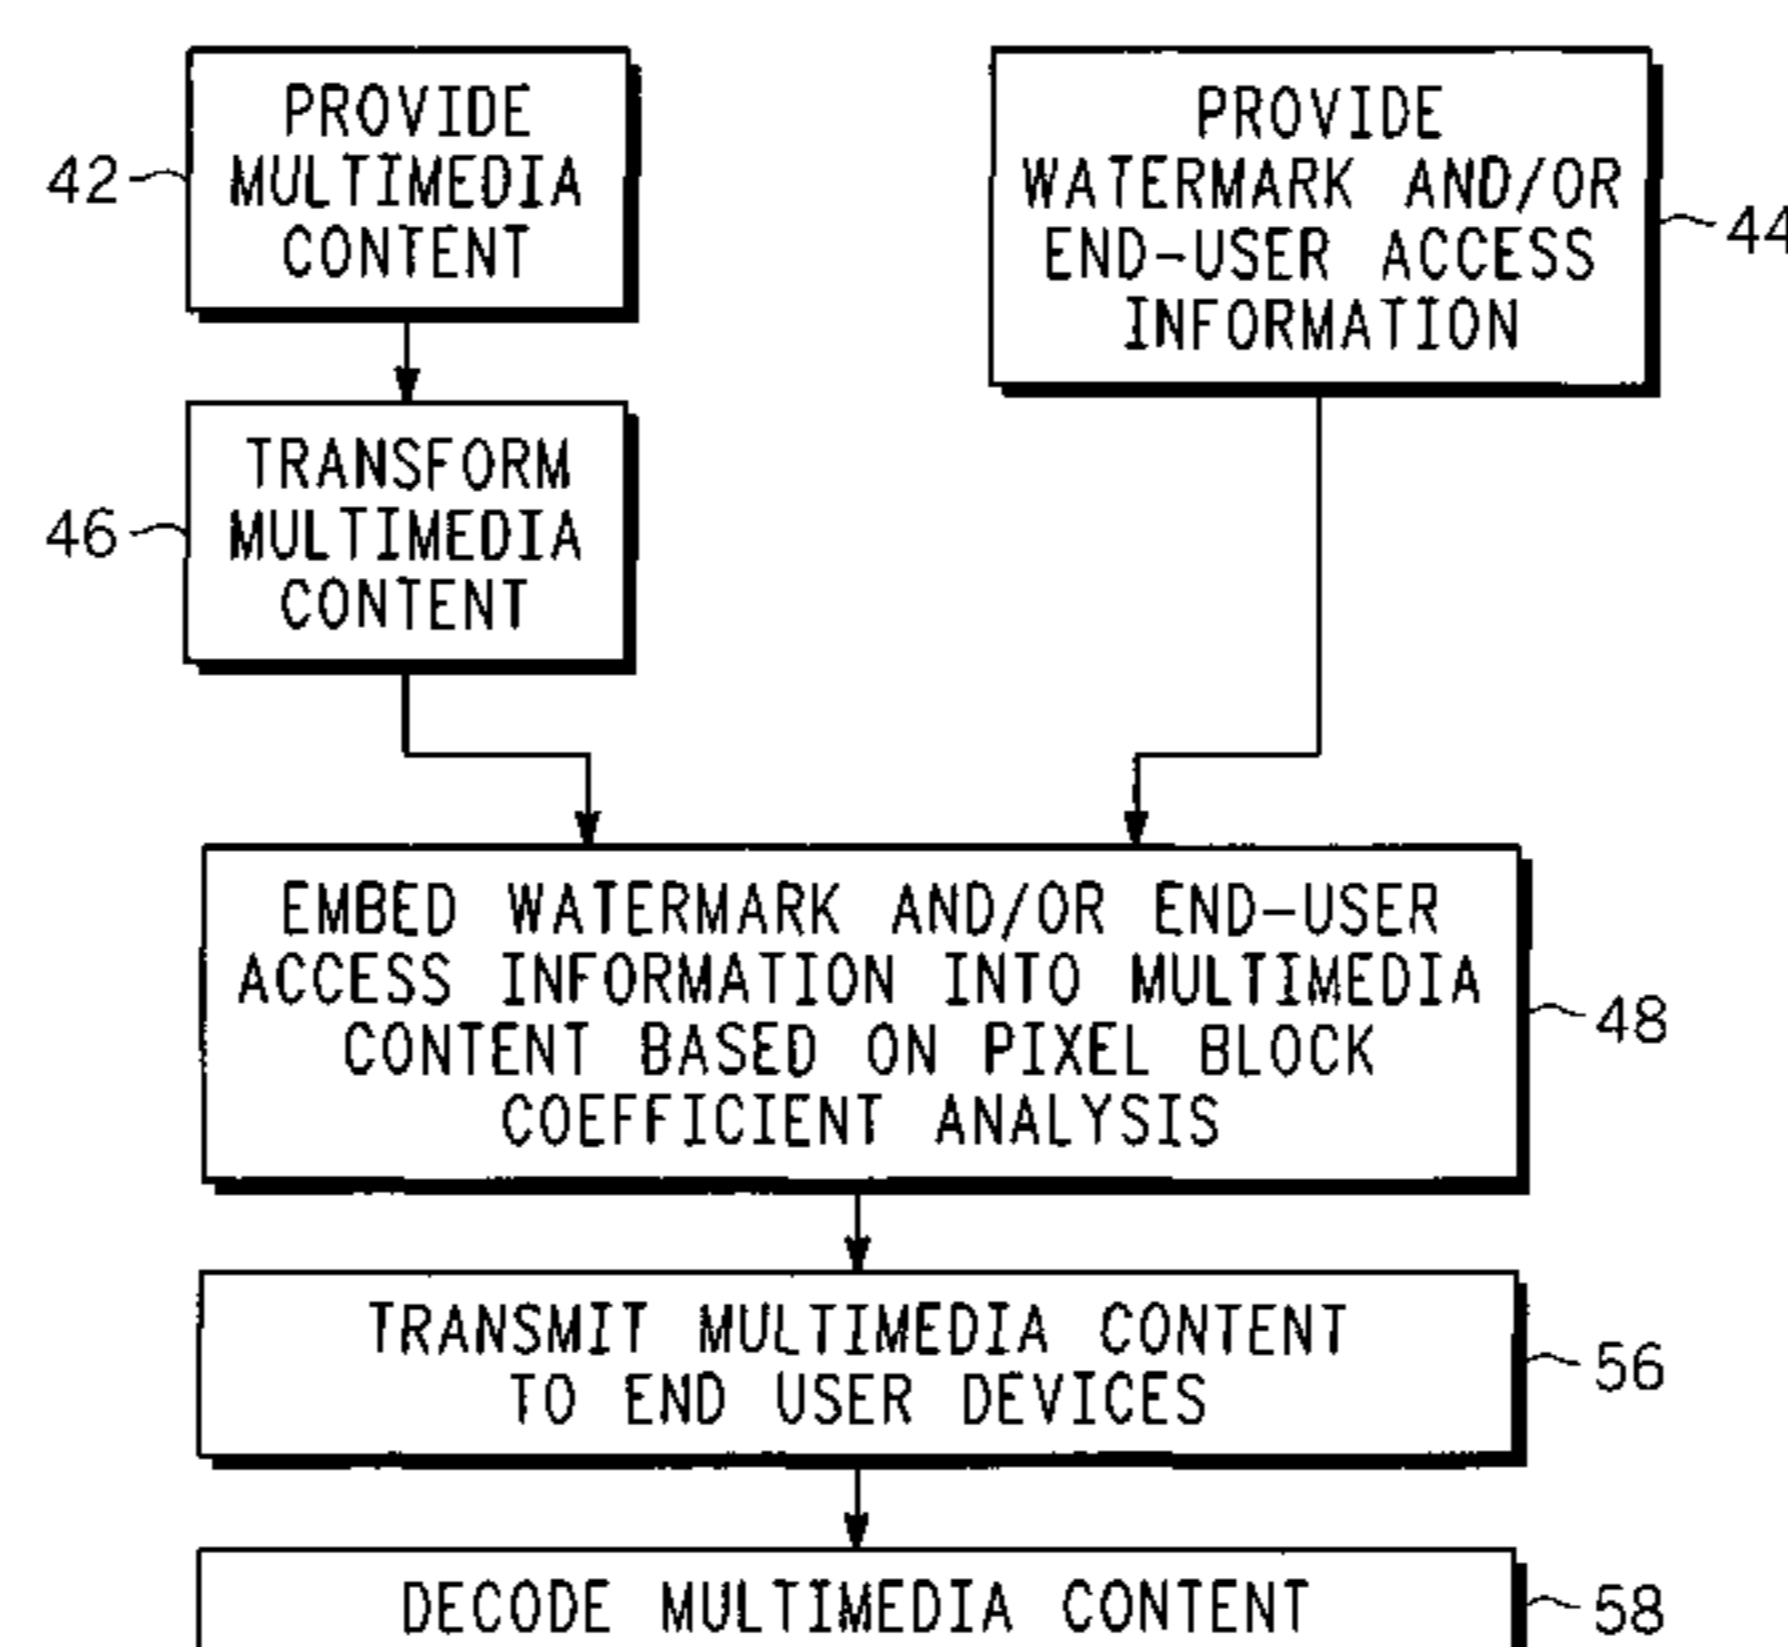 PROVIDE
MULTIMEDIA
CONTENT
42
PROVIDE
WATERMARK AND/OR
END-USER ACCESS
INFORMATION
44
TRANSFORM
MULTIMEDIA
CONTENT
46
EMBED WATERMARK AND/OR END-USER
ACCESS INFORMATION INTO MULTIMEDIA
CONTENT BASED ON PIXEL BLOCK
COEFFICIENT ANALYSIS
48
TRANSMIT MULTIMEDIA CONTENT
TO END USER DEVICES
56
DECODE MULTIMEDIA CONTENT
58